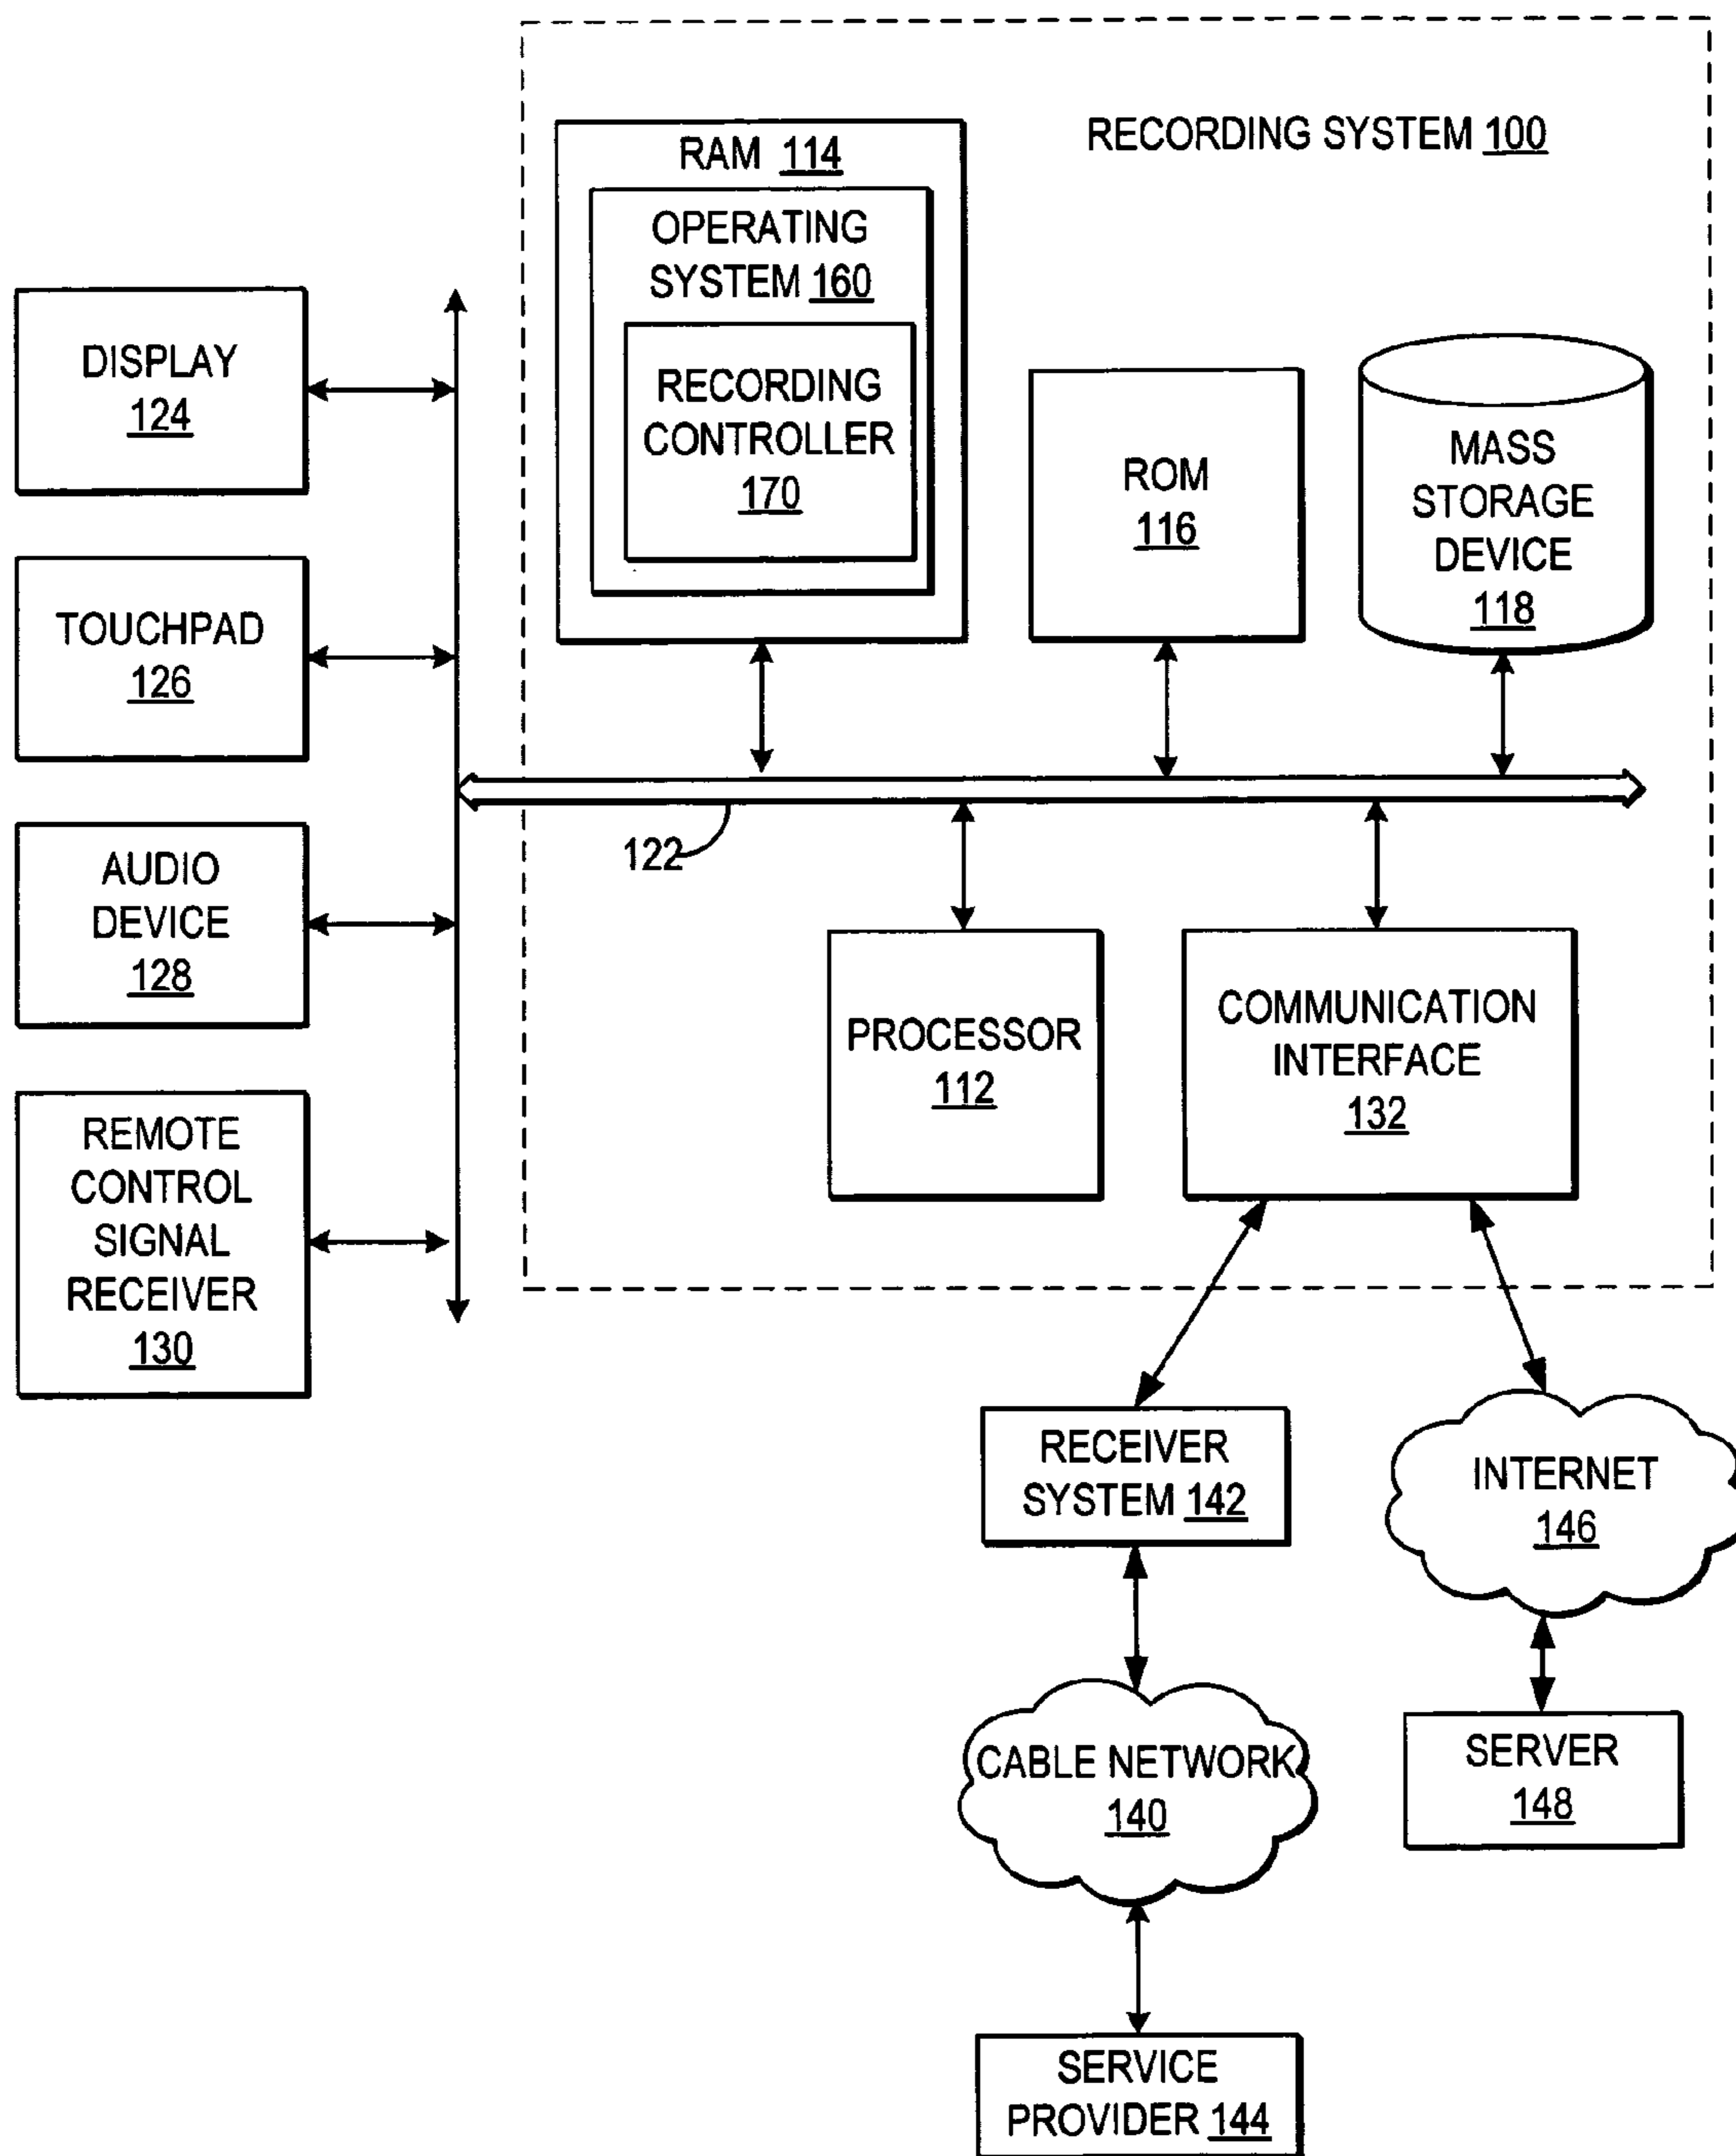 RECORDING SYSTEM 100
RAM 114
OPERATING
SYSTEM 160
RECORDING
CONTROLLER
170
ROM
116
MASS
STORAGE
DEVICE
118
DISPLAY
124
TOUCHPAD
126
AUDIO
DEVICE
128
REMOTE
CONTROL
SIGNAL
RECEIVER
130
122
PROCESSOR
112
COMMUNICATION
INTERFACE
132
RECEIVER
SYSTEM 142
INTERNET
146
CABLE NETWORK
140
SERVER
148
SERVICE
PROVIDER 144